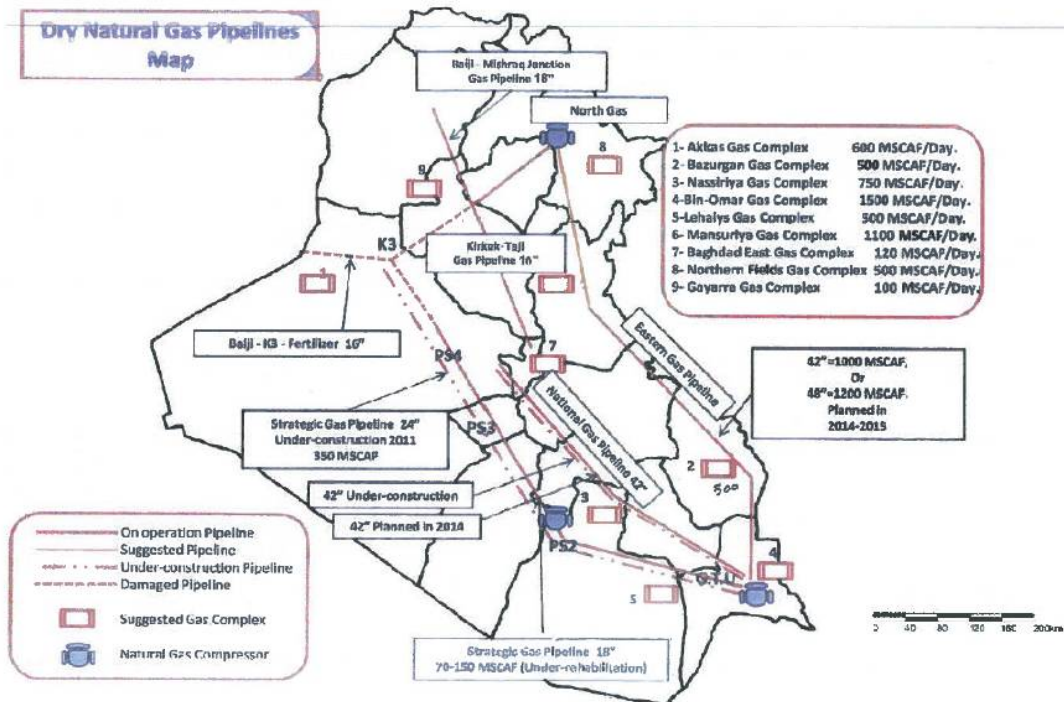 Dry Natural Gas Pipelines
Map
Baiji - Mishraq Junction
Gas Pipeline 18"
North Gas
8
1- Akkas Gas Complex 600 MSCAF/Day.
2- Bazurgan Gas Complex 500 MSCAF/Day.
3- Nassiriya Gas Complex 750 MSCAF/Day.
4-Bin-Omar Gas Complex 1500 MSCAF/Day.
5-Lehaiys Gas Complex 500 MSCAF/Day.
6- Mansuriya Gas Complex 1100 MSCAF/Day.
7- Baghdad East Gas Complex 120 MSCAF/Day.
8- Northern Fields Gas Complex 500 MSCAF/Day.
9- Gayarra Gas Complex 100 MSCAF/Day.
9
K3
Kirkuk-Taji
Gas Pipeline 16"
1
Baiji - K3 - Fertilizer 16"
7
PS4
Eastern Gas Pipeline
42"=1000 MSCAF,
Or
48"=1200 MSCAF.
Planned in
2014-2015
National Gas Pipeline 42"
Strategic Gas Pipeline 24"
Under-construction 2011
350 MSCAF
PS3
2
500
42" Under-construction
42" Planned in 2014
3
PS2
4
G.T.U
5
On operation Pipeline
Suggested Pipeline
Under-construction Pipeline
Damaged Pipeline
Suggested Gas Complex
Natural Gas Compressor
Strategic Gas Pipeline 18"
70-150 MSCAF (Under-rehabilitation)
0 40 80 120 160 200km